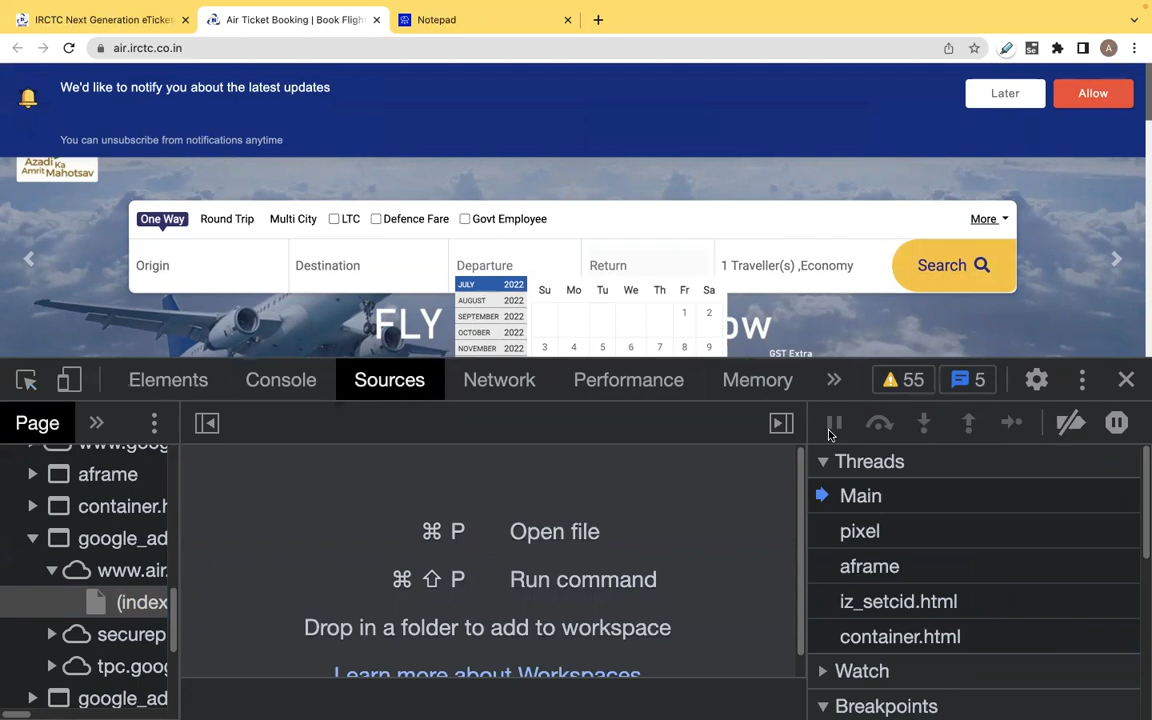 IRCTC Next Generation eTicket
Air Ticket Booking | Book Fligh
Notepad
air.irctc.co.in
A
We'd like to notify you about the latest updates
Later
Allow
You can unsubscribe from notifications anytime
Azadi Ka
Amrit Mahotsav
One Way
Round Trip
Multi City
LTC
Defence Fare
Govt Employee
More
Origin
Destination
Departure
Return
1 Traveller(s) ,Economy
Search
JULY 2022
AUGUST 2022
SEPTEMBER 2022
OCTOBER 2022
NOVEMBER 2022
Su Mo Tu We Th Fr Sa
1 2
3 4 5 6 7 8 9
FLY
ow
GST Extra
Elements
Console
Sources
Network
Performance
Memory
55
5
Page
www.goog
aframe
container.h
google_ad
www.air.
(index
securep
tpc.goog
google_ad
⌘ P Open file
⌘ ⇧ P Run command
Drop in a folder to add to workspace
Learn more about Workspaces
Threads
Main
pixel
aframe
iz_setcid.html
container.html
Watch
Breakpoints